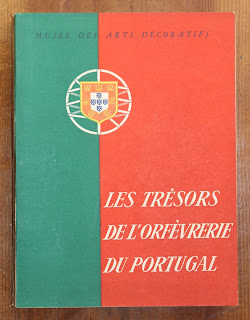 MUSÉE DES ARTS DÉCORATIFS
LES TRÉSORS
DE L'ORFÈVRERIE
DU PORTUGAL